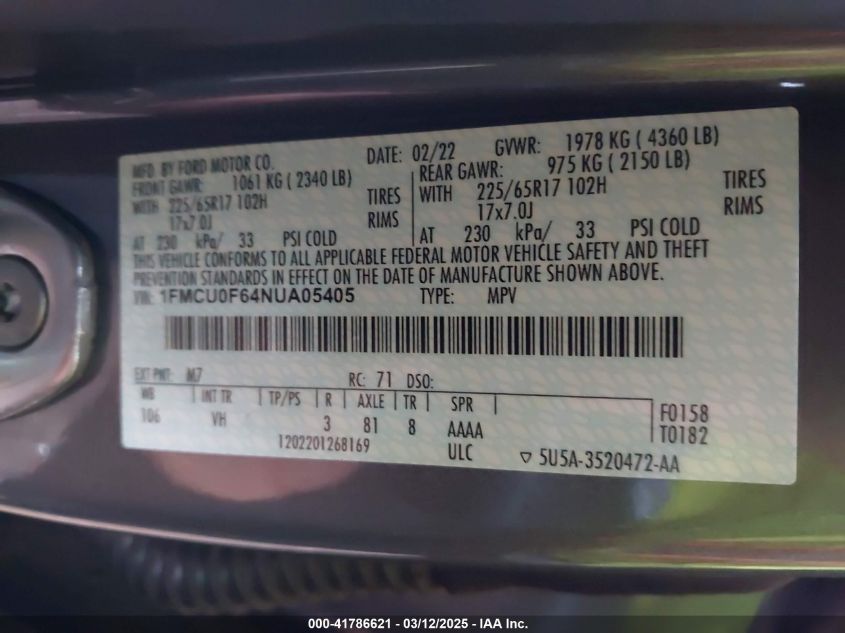 MFD. BY FORD MOTOR CO.
DATE: 02/22 GVWR: 1978 KG ( 4360 LB)
FRONT GAWR: 1061 KG ( 2340 LB)
WITH 225/65R17 102H TIRES
17x7.0J RIMS
AT 230 kPa/ 33 PSI COLD
REAR GAWR: 975 KG ( 2150 LB)
WITH 225/65R17 102H TIRES
17x7.0J RIMS
AT 230 kPa/ 33 PSI COLD
THIS VEHICLE CONFORMS TO ALL APPLICABLE FEDERAL MOTOR VEHICLE SAFETY AND THEFT
PREVENTION STANDARDS IN EFFECT ON THE DATE OF MANUFACTURE SHOWN ABOVE.
VIN: 1FMCU0F64NUA05405 TYPE: MPV
EXT PNT: M7 RC: 71 DSO:
WB INT TR TP/PS R AXLE TR SPR
106 VH 3 81 8 AAAA
F0158
T0182
1202201268169 ULC ▽ 5U5A-3520472-AA
000-41786621 - 03/12/2025 - IAA Inc.